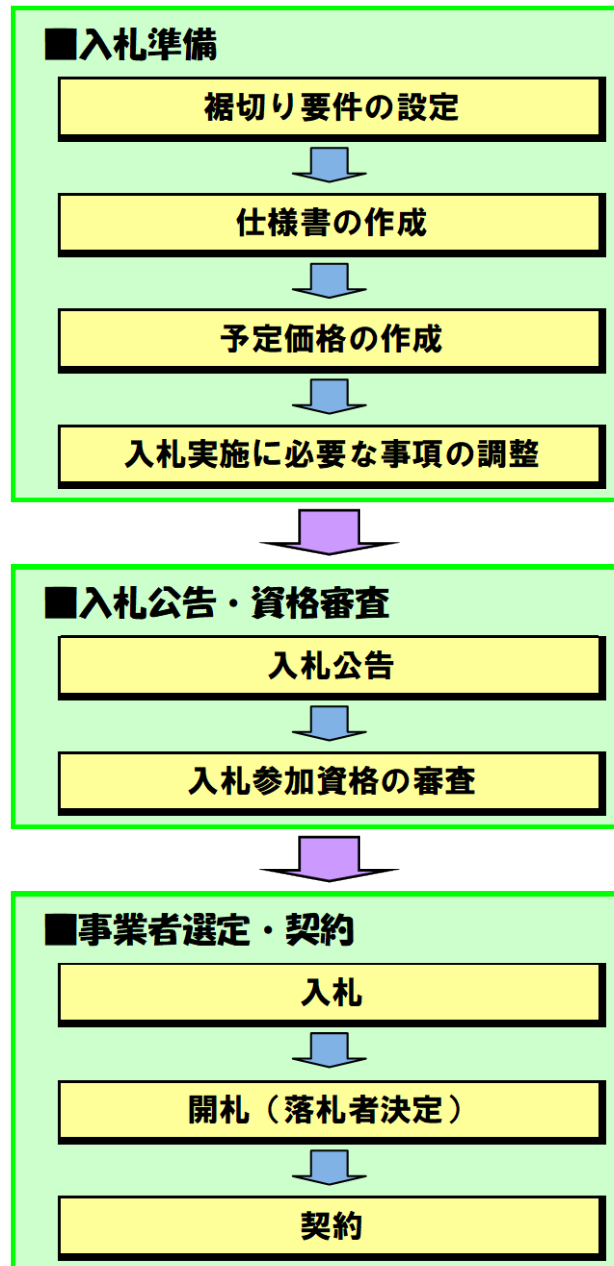 ■入札準備
裾切り要件の設定
仕様書の作成
予定価格の作成
入札実施に必要な事項の調整
■入札公告・資格審査
入札公告
入札参加資格の審査
■事業者選定・契約
入札
開札（落札者決定）
契約